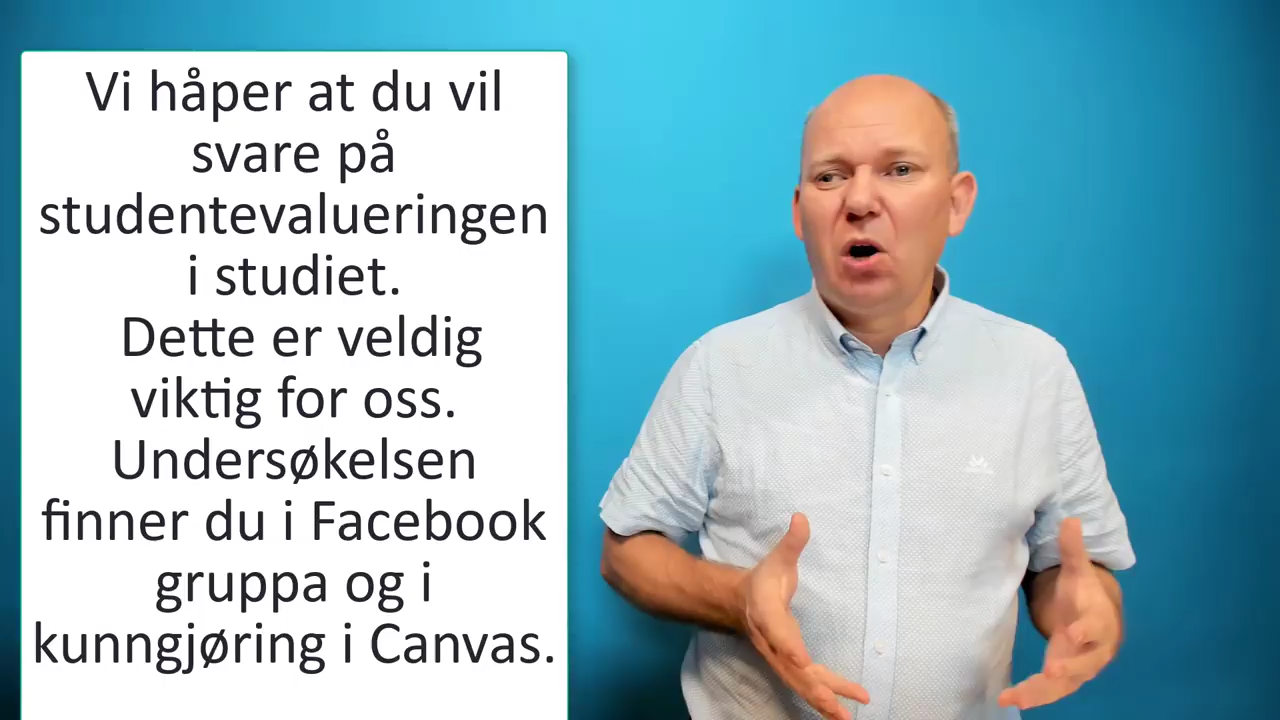 Vi håper at du vil
svare på
studentevalueringen
i studiet.
Dette er veldig
viktig for oss.
Undersøkelsen
finner du i Facebook
gruppa og i
kunngjøring i Canvas.